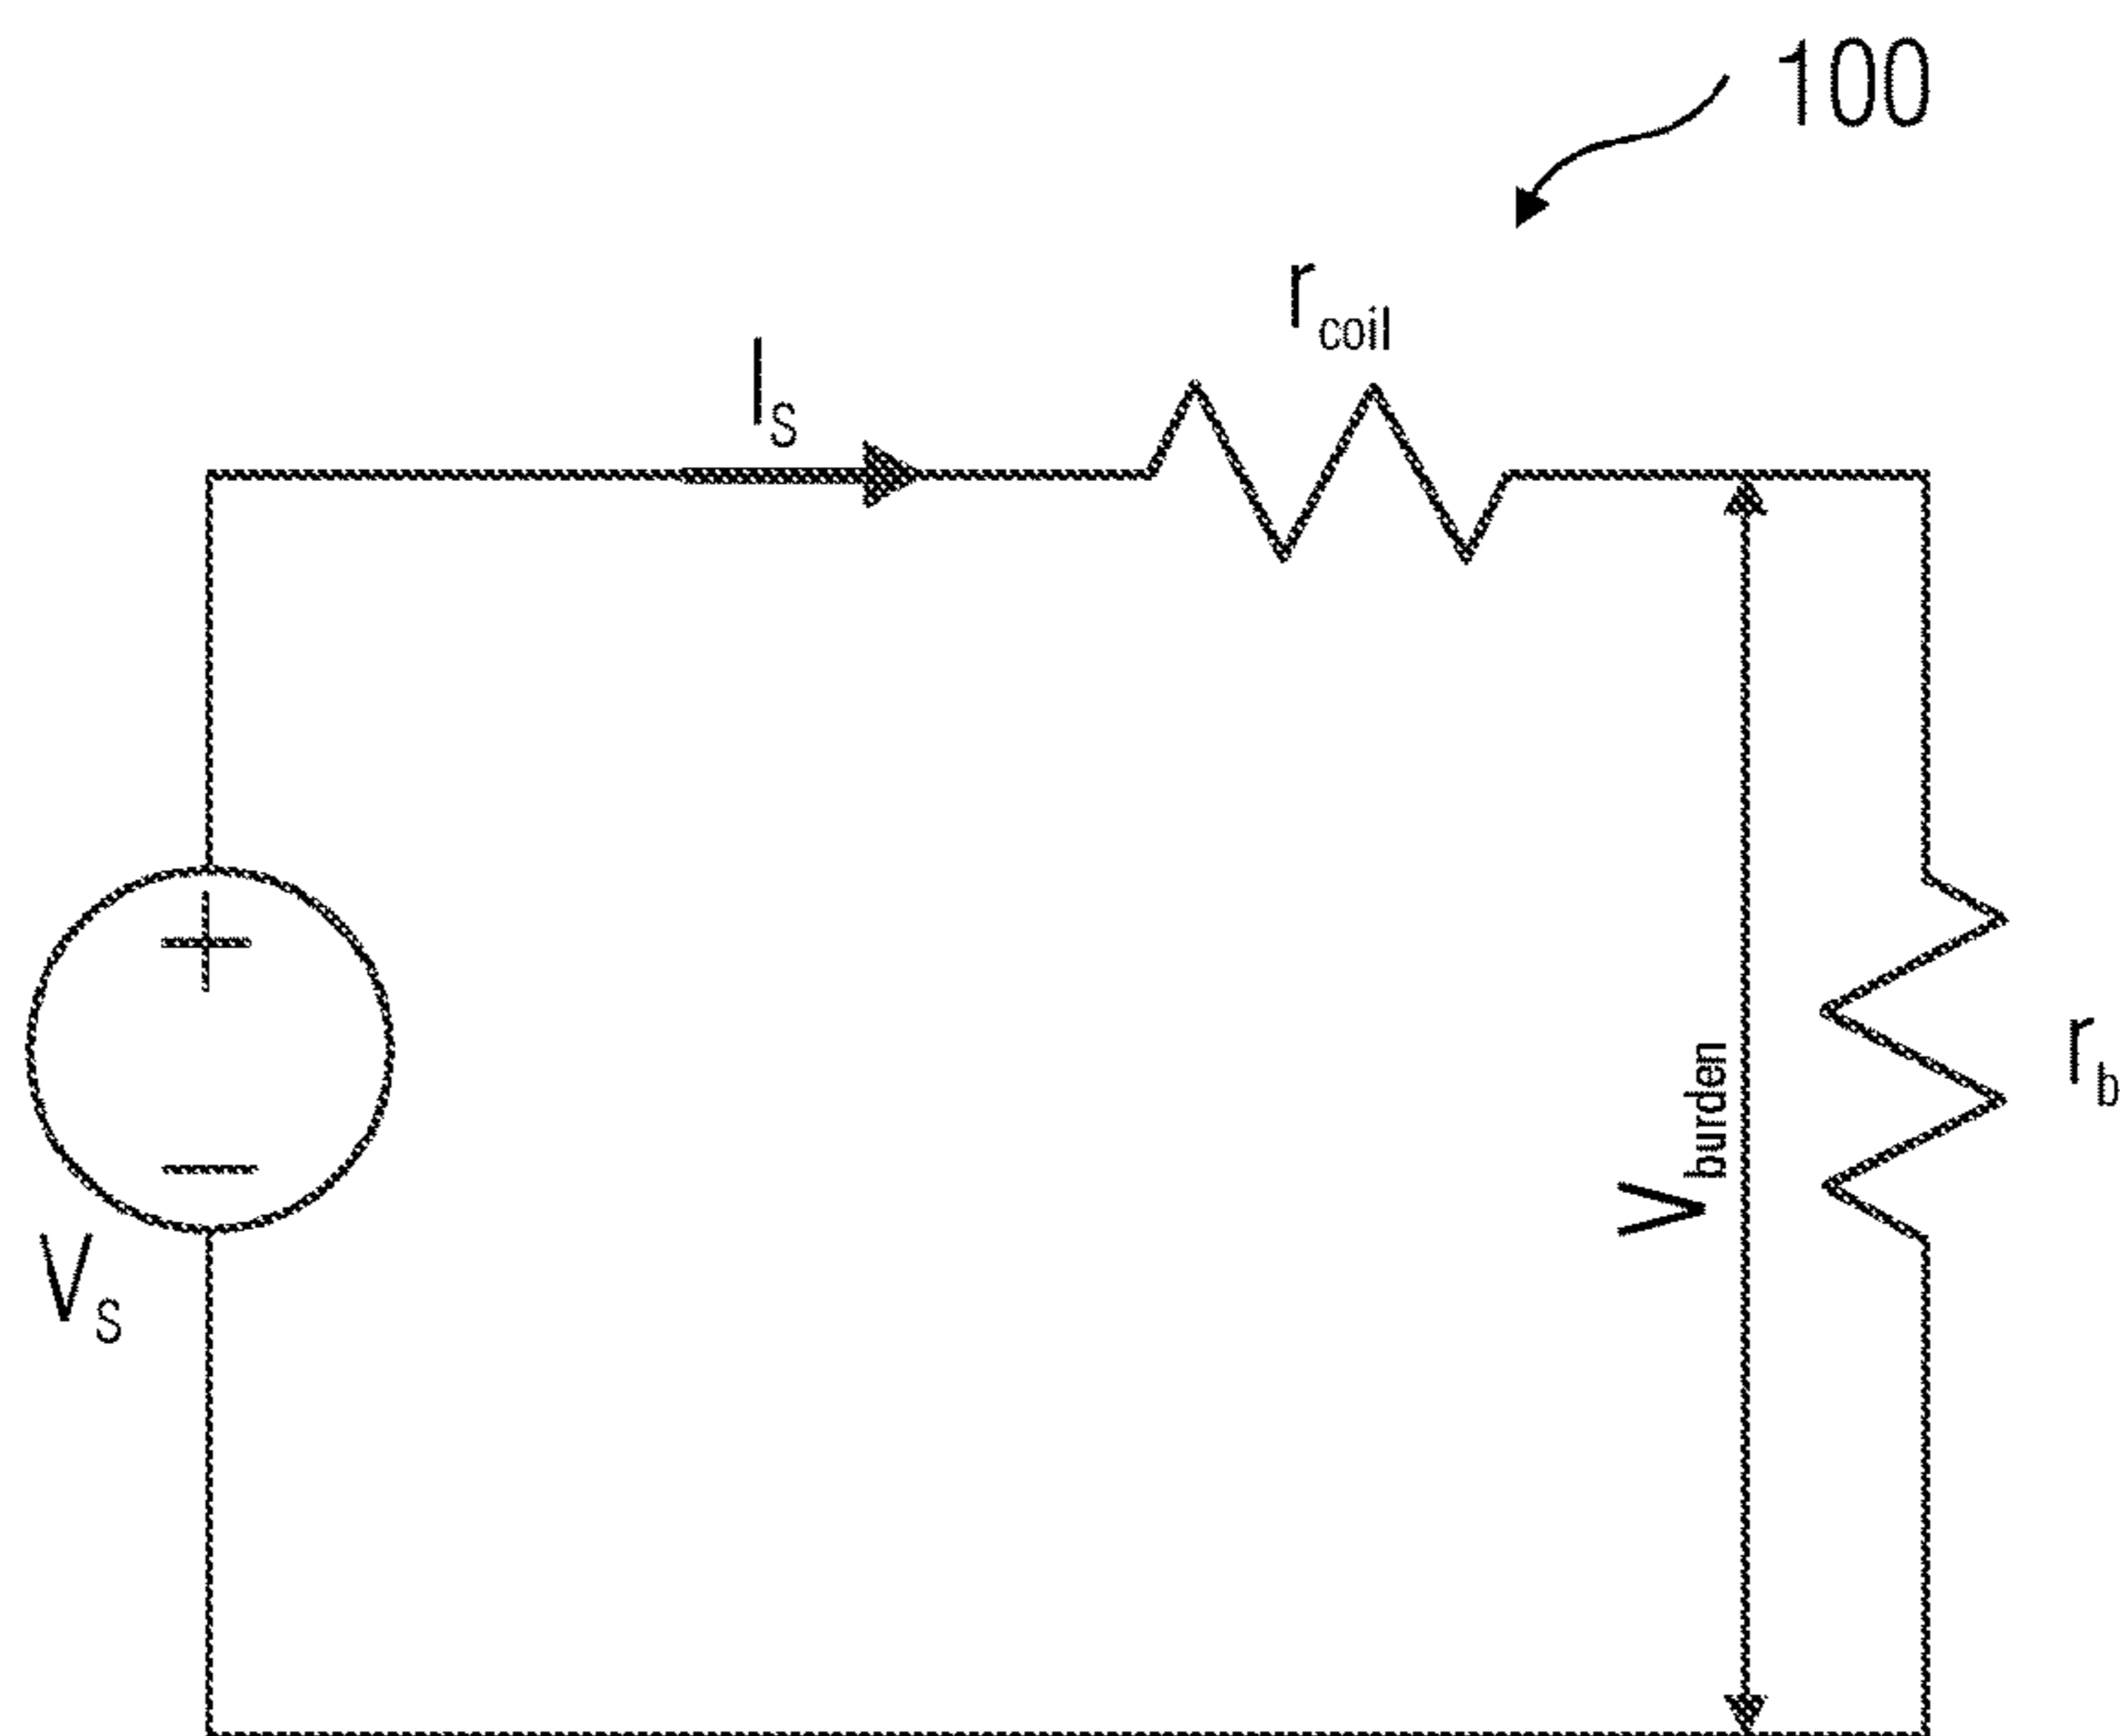 100
r_coil
I_S
+
V_burden
r_b
−
V_S